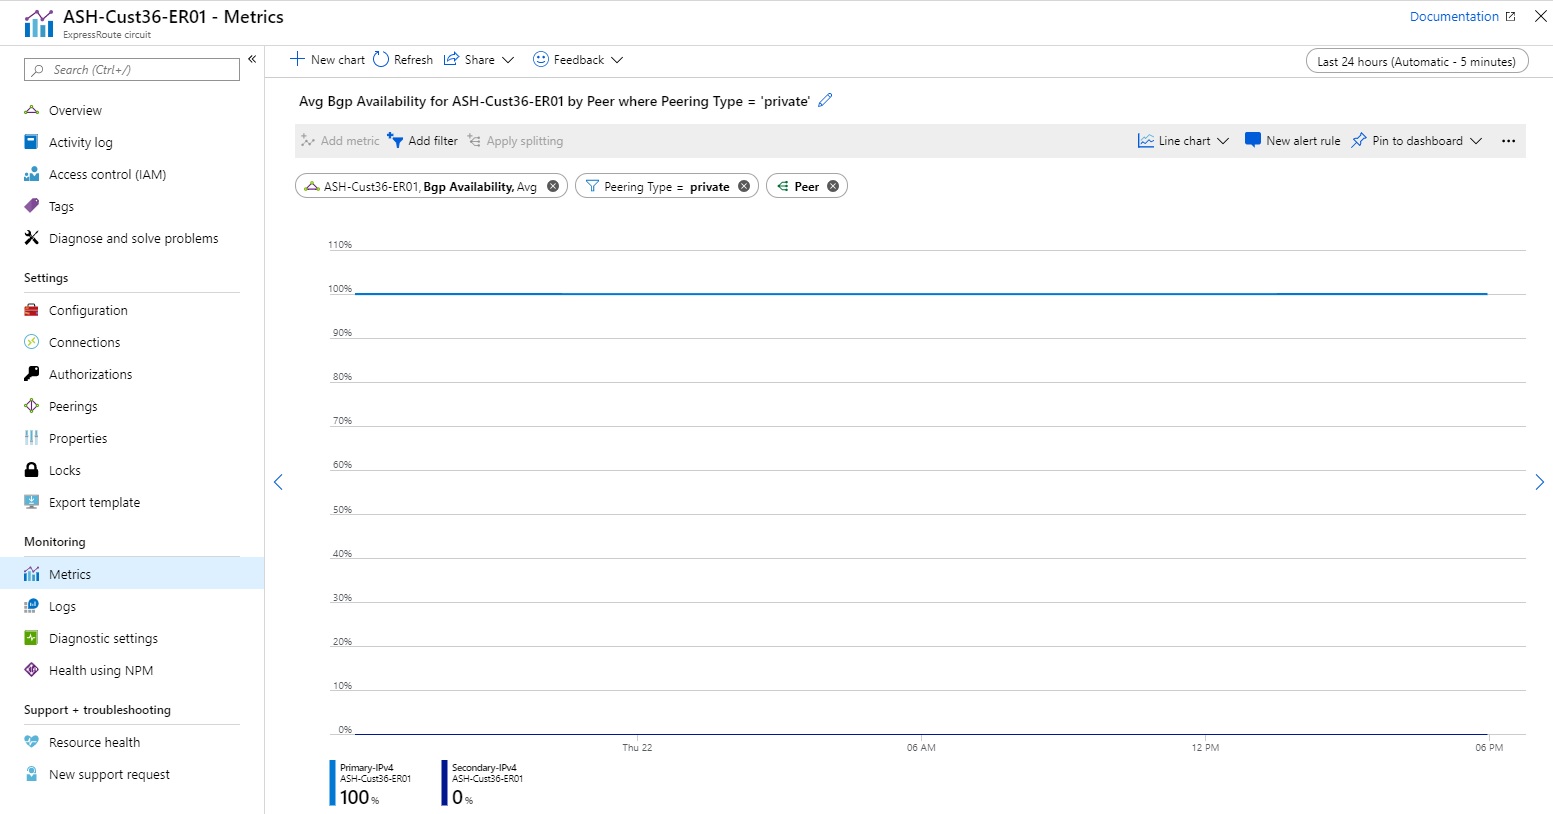 ASH-Cust36-ER01 - Metrics
ExpressRoute circuit
Documentation
Search (Ctrl+/)
«
Overview
Activity log
Access control (IAM)
Tags
Diagnose and solve problems
Settings
Configuration
Connections
Authorizations
Peerings
Properties
Locks
Export template
Monitoring
Metrics
Logs
Diagnostic settings
Health using NPM
Support + troubleshooting
Resource health
New support request
New chart Refresh Share Feedback
Last 24 hours (Automatic - 5 minutes)
Avg Bgp Availability for ASH-Cust36-ER01 by Peer where Peering Type = 'private'
Add metric Add filter Apply splitting Line chart New alert rule Pin to dashboard ...
ASH-Cust36-ER01, Bgp Availability, Avg Peering Type = private Peer
110%
100%
90%
80%
70%
60%
50%
40%
30%
20%
10%
0%
Thu 22 06 AM 12 PM 06 PM
Primary-IPv4
ASH-Cust36-ER01
100 %
Secondary-IPv4
ASH-Cust36-ER01
0 %